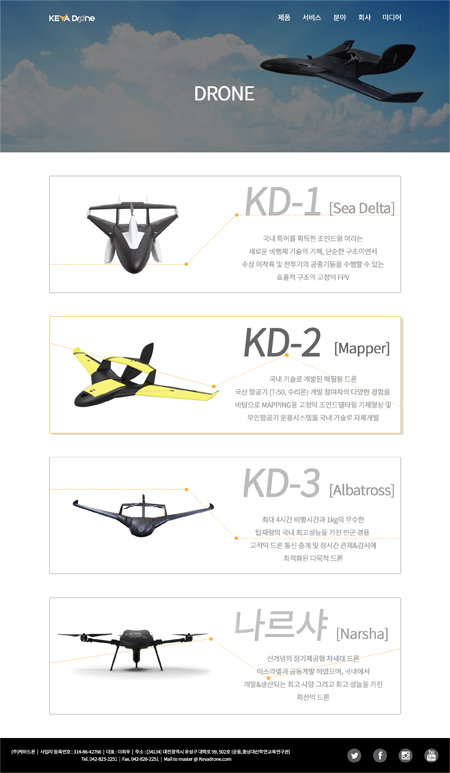 KEVA Drone
제품 서비스 분야 회사 미디어
DRONE
KD-1 [Sea Delta]
국내 특허를 획득한 조인드윙 이라는
새로운 비행체 기술의 기체, 단순한 구조이면서
수상 이착륙 및 전투기의 공중기동을 수행할 수 있는
효율적 구조의 고정익 FPV
KD-2 [Mapper]
국내 기술로 개발된 매핑용 드론
국산 항공기 (T-50, 수리온) 개발 참여자의 다양한 경험을
바탕으로 MAPPING용 고정익 조인드델타윙 기체형상 및
무인항공기 운용시스템을 국내 기술로 자체개발
KD-3 [Albatross]
최대 4시간 비행시간과 1kg의 우수한
탑재량의 국내 최고성능을 가진 민군 겸용
고정익 드론 통신 중계 및 장시간 관제&감시에
최적화된 다목적 드론
나르샤 [Narsha]
신개념의 장기체공형 차세대 드론
이스라엘과 공동개발 하였으며, 국내에서
개발&생산되는 최고 사양 그리고 최고 성능을 가진
회전익 드론
(주)케바드론 | 사업자 등록번호 : 314-86-42766 | 대표 : 이희우 | 주소 : (34134) 대전광역시 유성구 대학로 99, 502호 (궁동,충남대산학연교육연구관)
Tel. 042-825-2251 | Fax. 042-826-2251 | Mail to master @ Kevadrone.com